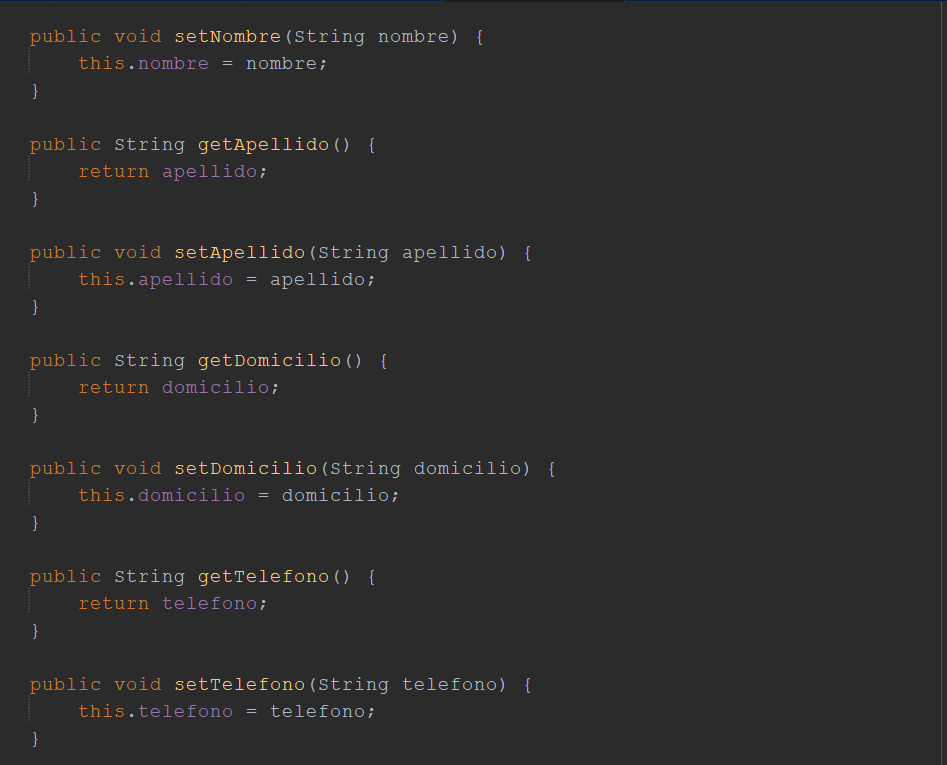 public void setNombre(String nombre) {
    this.nombre = nombre;
}
public String getApellido() {
    return apellido;
}
public void setApellido(String apellido) {
    this.apellido = apellido;
}
public String getDomicilio() {
    return domicilio;
}
public void setDomicilio(String domicilio) {
    this.domicilio = domicilio;
}
public String getTelefono() {
    return telefono;
}
public void setTelefono(String telefono) {
    this.telefono = telefono;
}